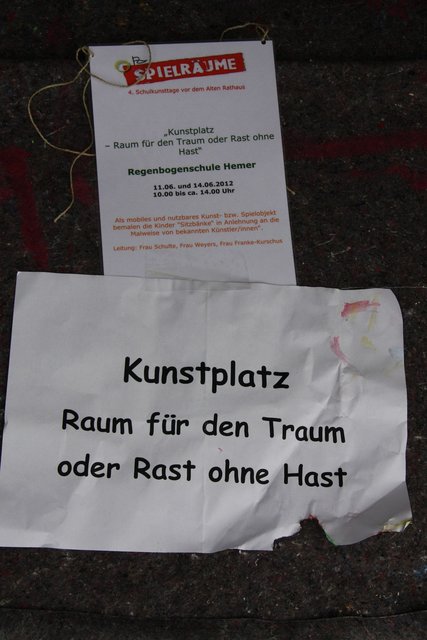 SPIELRÄUME
4. Schulkunsttage vor dem Alten Rathaus
„Kunstplatz
– Raum für den Traum oder Rast ohne
Hast“
Regenbogenschule Hemer
11.06. und 14.06.2012
10.00 bis ca. 14.00 Uhr
Als mobiles und nutzbares Kunst- bzw. Spielobjekt
bemalen die Kinder "Sitzbänke" in Anlehnung an die
Malweise von bekannten Künstler/innen".
Leitung: Frau Schulte, Frau Weyers, Frau Franke-Kurschus
Kunstplatz
Raum für den Traum
oder Rast ohne Hast